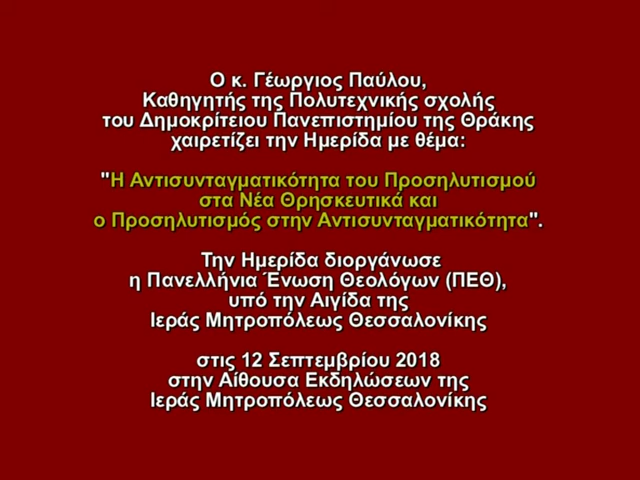 Ο κ. Γέωργιος Παύλου,
Καθηγητής της Πολυτεχνικής σχολής
του Δημοκρίτειου Πανεπιστημίου της Θράκης
χαιρετίζει την Ημερίδα με θέμα:
"Η Αντισυνταγματικότητα του Προσηλυτισμού
στα Νέα Θρησκευτικά και
ο Προσηλυτισμός στην Αντισυνταγματικότητα".
Την Ημερίδα διοργάνωσε
η Πανελλήνια Ένωση Θεολόγων (ΠΕΘ),
υπό την Αιγίδα της
Ιεράς Μητροπόλεως Θεσσαλονίκης
στις 12 Σεπτεμβρίου 2018
στην Αίθουσα Εκδηλώσεων της
Ιεράς Μητροπόλεως Θεσσαλονίκης